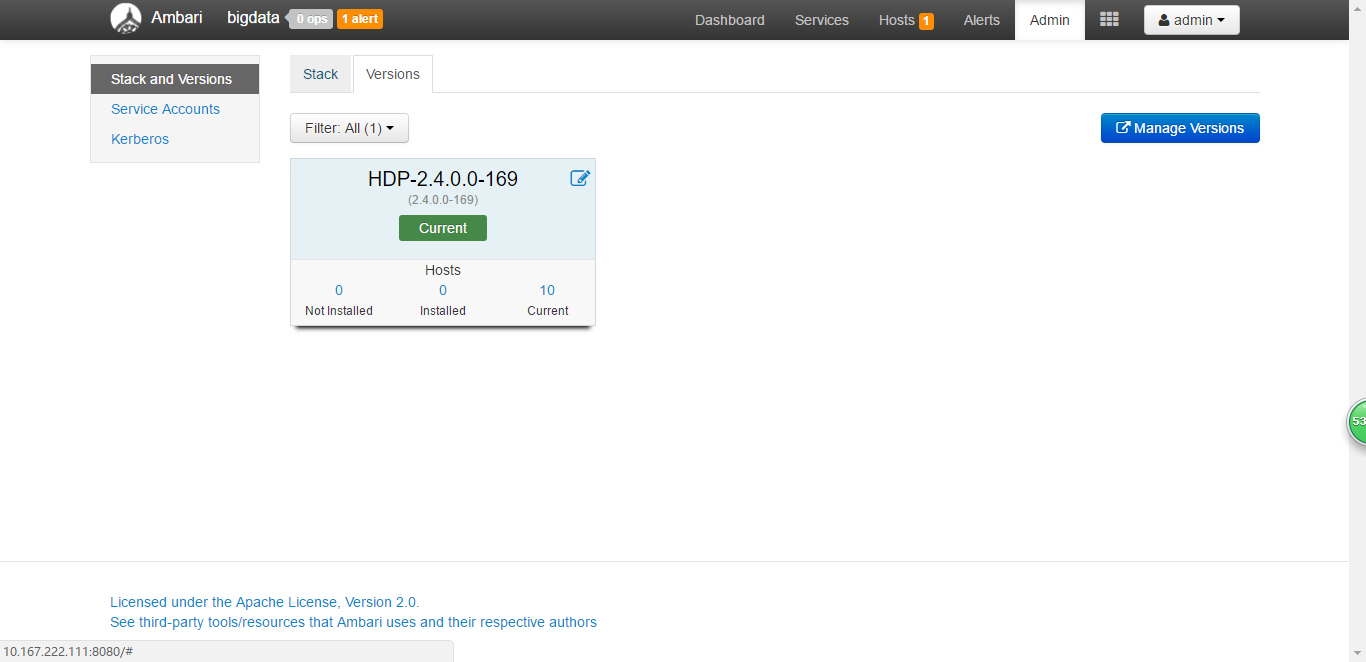 Ambari bigdata 0 ops 1 alert Dashboard Services Hosts 1 Alerts Admin admin
Stack and Versions
Service Accounts
Kerberos
Stack Versions
Filter: All (1) Manage Versions
HDP-2.4.0.0-169
(2.4.0.0-169)
Current
Hosts
0 0 10
Not Installed Installed Current
53
Licensed under the Apache License, Version 2.0.
See third-party tools/resources that Ambari uses and their respective authors
10.167.222.111:8080/#